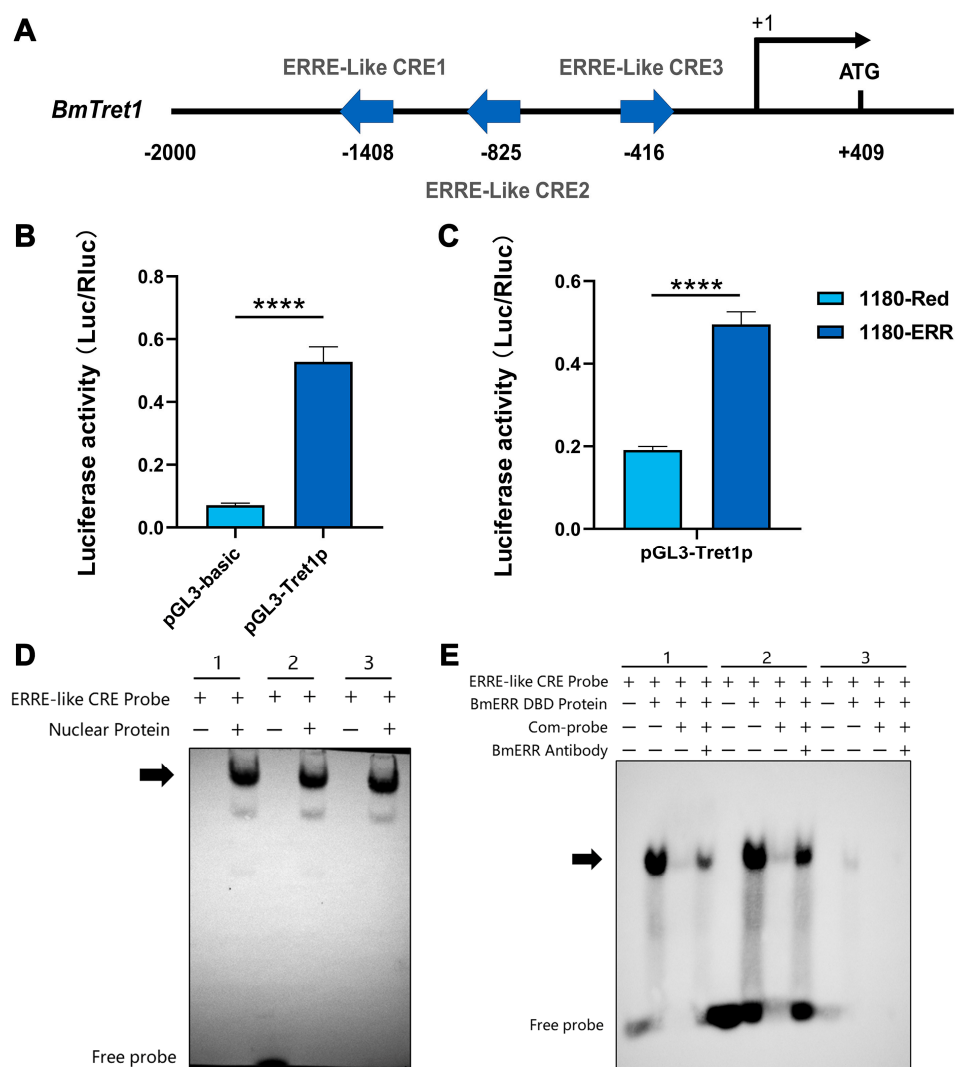 A
+1
ERRE-Like CRE1
ERRE-Like CRE3
ATG
BmTret1
-2000
-1408
-825
-416
+409
ERRE-Like CRE2
B
Luciferase activity（Luc/Rluc）
0.8
0.6
0.4
0.2
0.0
****
pGL3-basic
pGL3-Tret1p
C
Luciferase activity（Luc/Rluc）
0.6
0.4
0.2
0.0
****
pGL3-Tret1p
1180-Red
1180-ERR
D
1 2 3
ERRE-like CRE Probe + + + + + +
Nuclear Protein — + — + — +
Free probe
E
1 2 3
ERRE-like CRE Probe + + + + + + + + + + + +
BmERR DBD Protein — + + + — + + + — + + +
Com-probe — — + + — — + + — — + +
BmERR Antibody — — — + — — — + — — — +
Free probe